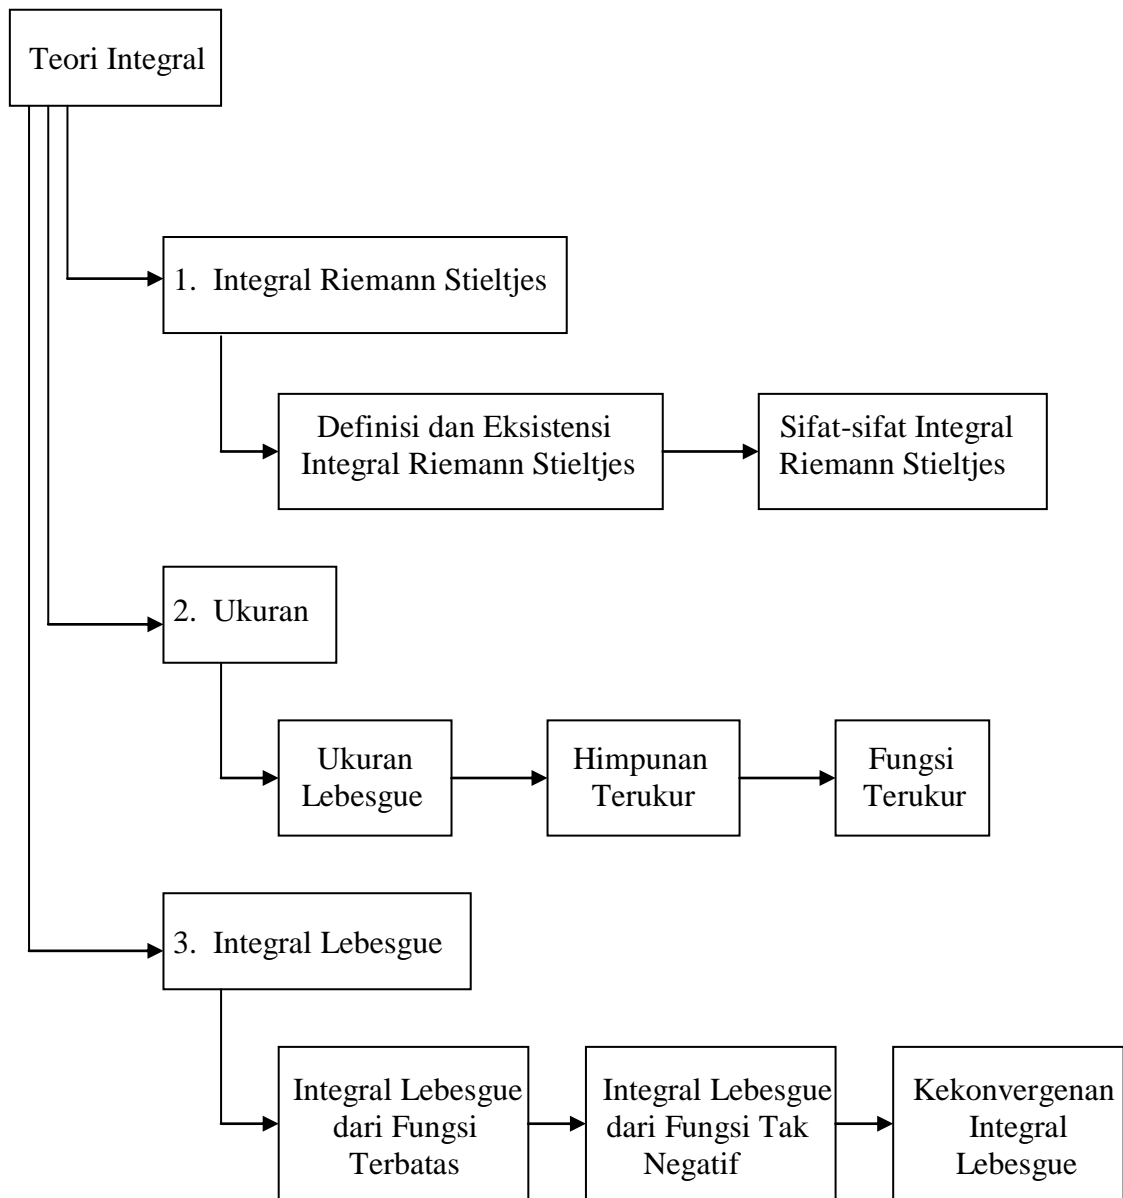 Teori Integral
1. Integral Riemann Stieltjes
Definisi dan Eksistensi
Integral Riemann Stieltjes
Sifat-sifat Integral
Riemann Stieltjes
2. Ukuran
Ukuran
Lebesgue
Himpunan
Terukur
Fungsi
Terukur
3. Integral Lebesgue
Integral Lebesgue
dari Fungsi
Terbatas
Integral Lebesgue
dari Fungsi Tak
Negatif
Kekonvergenan
Integral
Lebesgue